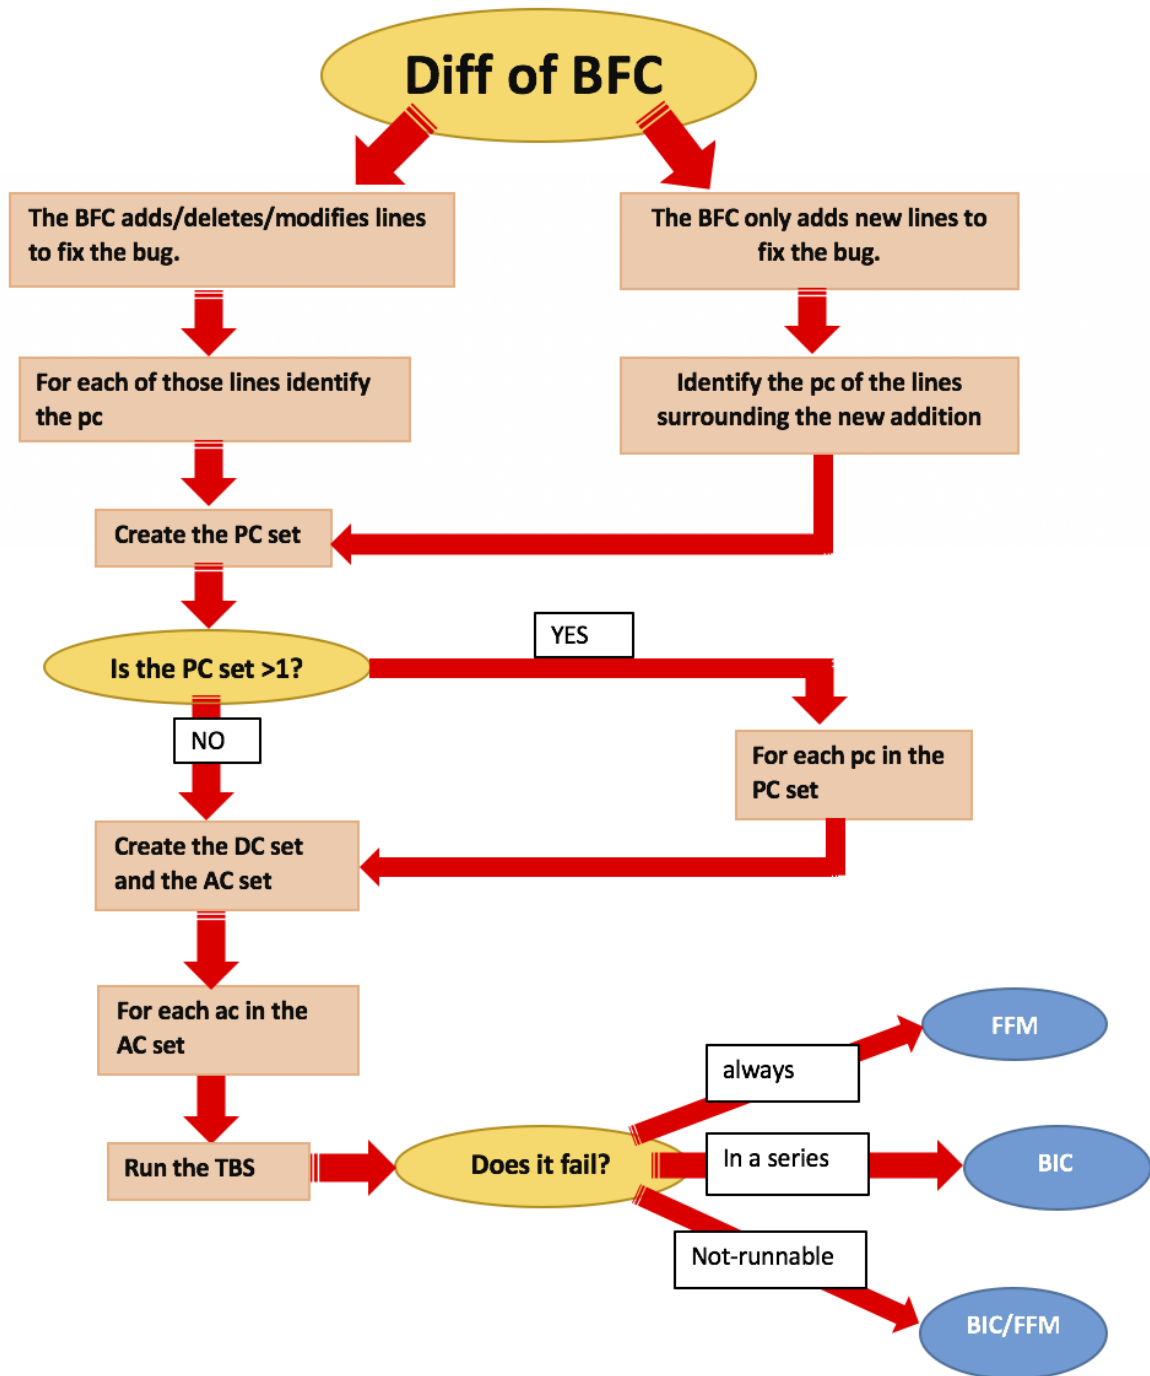 Diff of BFC
The BFC adds/deletes/modifies lines
to fix the bug.
The BFC only adds new lines to
fix the bug.
For each of those lines identify
the pc
Identify the pc of the lines
surrounding the new addition
Create the PC set
Is the PC set >1?
YES
NO
For each pc in the
PC set
Create the DC set
and the AC set
For each ac in the
AC set
Run the TBS
Does it fail?
always
FFM
In a series
BIC
Not-runnable
BIC/FFM